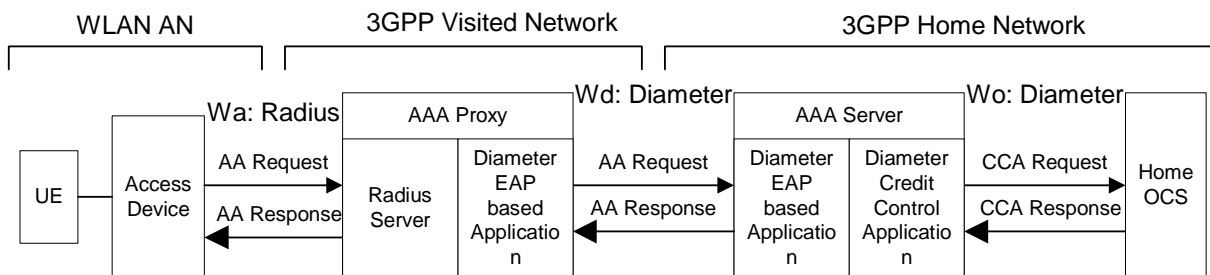 WLAN AN
3GPP Visited Network
3GPP Home Network
Wa: Radius
Wd: Diameter
Wo: Diameter
AAA Proxy
AAA Server
UE
Access
Device
AA Request
AA Response
Radius
Server
Diameter
EAP
based
Applicatio
n
AA Request
AA Response
Diameter
EAP
based
Applicatio
n
Diameter
Credit
Control
Applicatio
n
CCA Request
CCA Response
Home
OCS